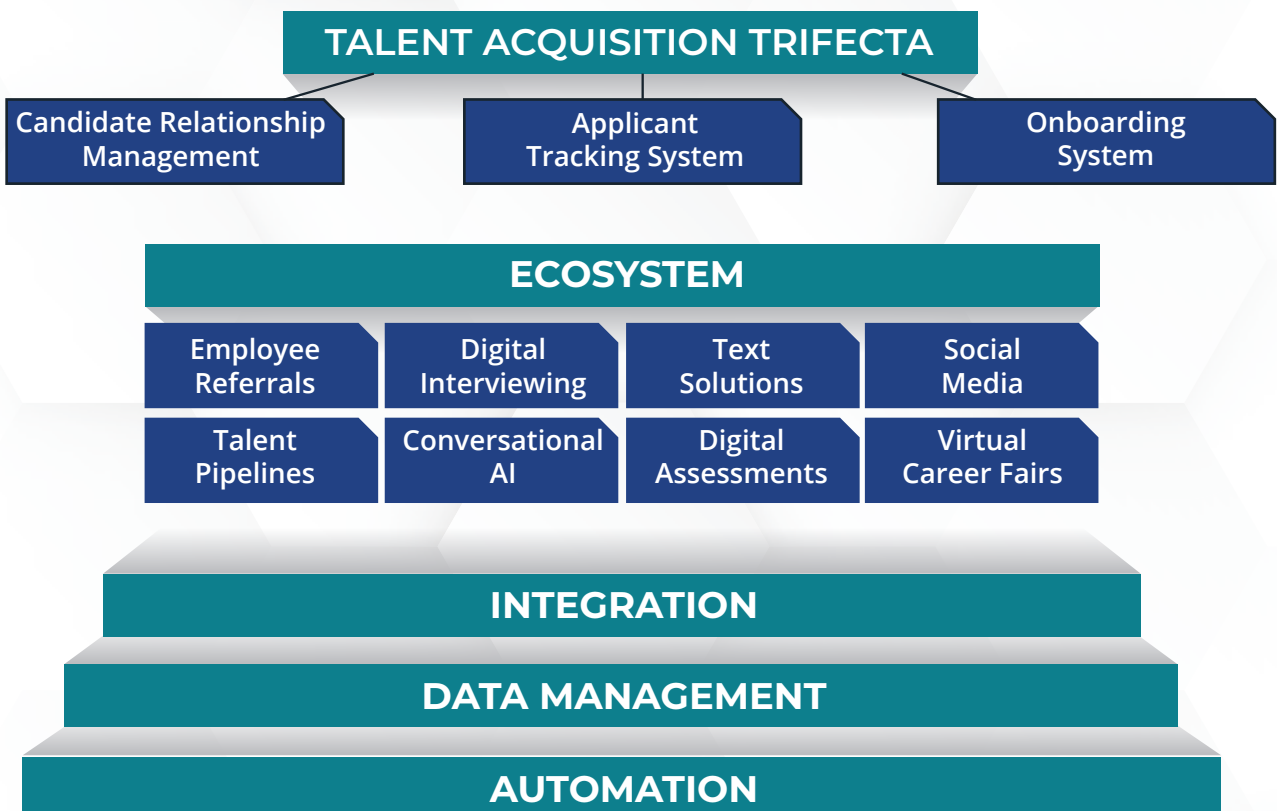 TALENT ACQUISITION TRIFECTA
Candidate Relationship
Management
Applicant
Tracking System
Onboarding
System
ECOSYSTEM
Employee
Referrals
Digital
Interviewing
Text
Solutions
Social
Media
Talent
Pipelines
Conversational
AI
Digital
Assessments
Virtual
Career Fairs
INTEGRATION
DATA MANAGEMENT
AUTOMATION